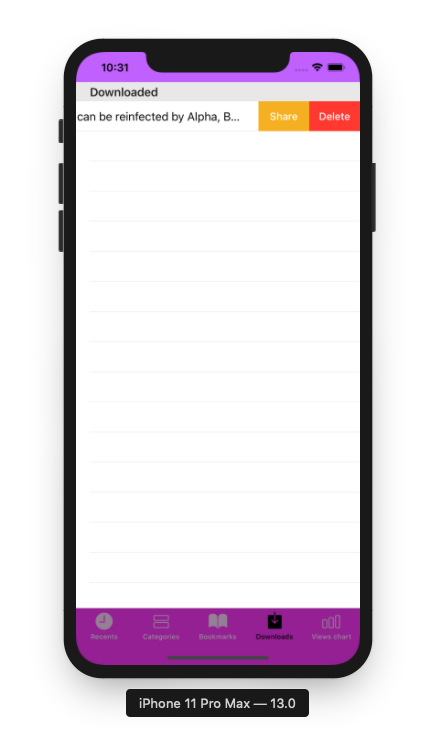 10:31
Downloaded
can be reinfected by Alpha, B... Share Delete
Recents Categories Bookmarks Downloads Views chart
iPhone 11 Pro Max — 13.0